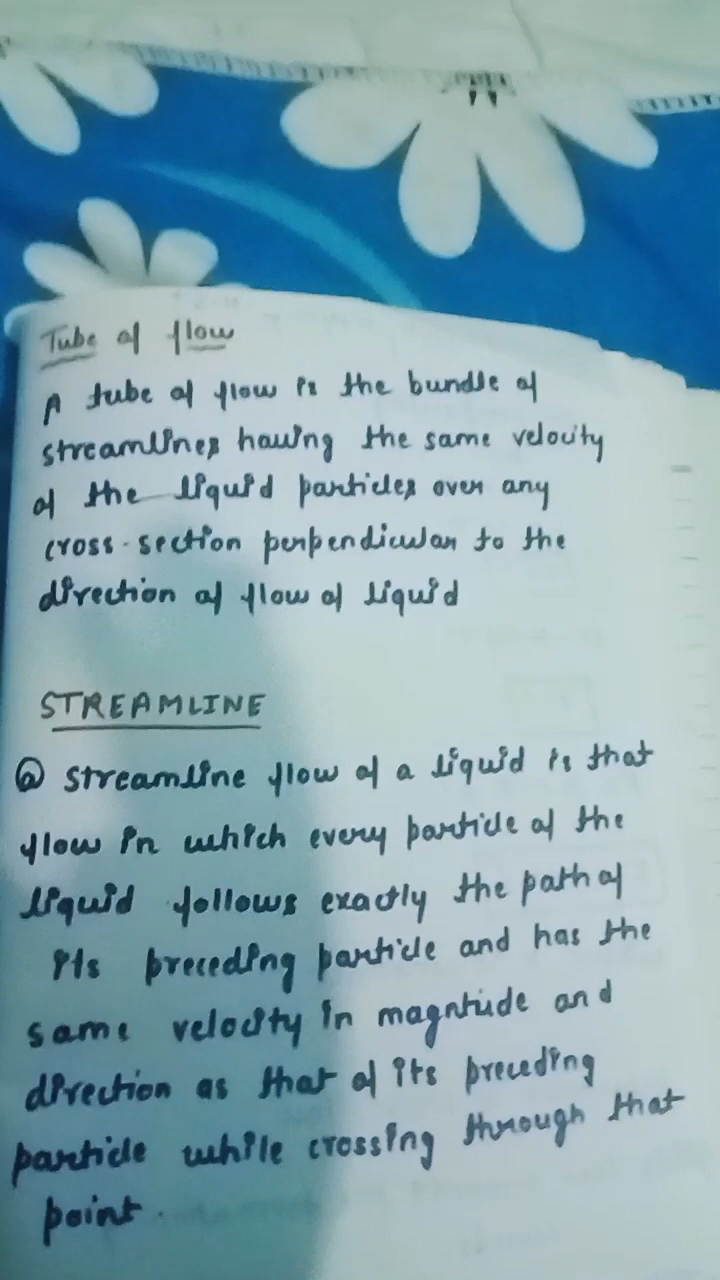 Tube of flow
A tube of flow is the bundle of
streamlines having the same velocity
of the liquid particles over any
cross-section perpendicular to the
direction of flow of liquid
STREAMLINE
@ streamline flow of a liquid is that
flow in which every particle of the
liquid follows exactly the path of
its preceding particle and has the
same velocity in magntiude and
direction as that of its preceding
particle while crossing through that
point.